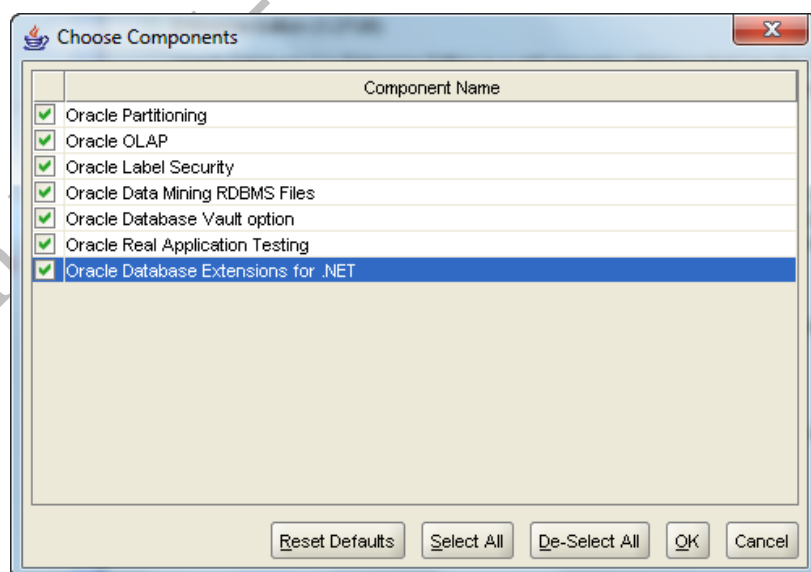 Choose Components
Component Name
Oracle Partitioning
Oracle OLAP
Oracle Label Security
Oracle Data Mining RDBMS Files
Oracle Database Vault option
Oracle Real Application Testing
Oracle Database Extensions for .NET
Reset Defaults Select All De-Select All OK Cancel